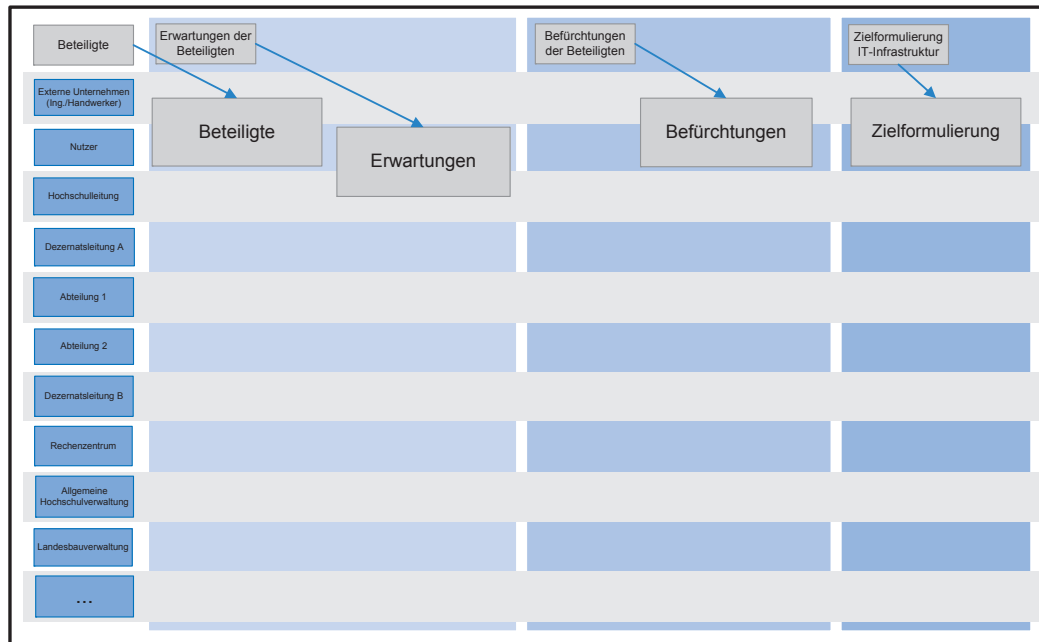 Beteiligte
Erwartungen der
Beteiligten
Befürchtungen
der Beteiligten
Zielformulierung
IT-Infrastruktur
Externe Unternehmen
(Ing./Handwerker)
Beteiligte
Erwartungen
Befürchtungen
Zielformulierung
Nutzer
Hochschulleitung
Dezernatsleitung A
Abteilung 1
Abteilung 2
Dezernatsleitung B
Rechenzentrum
Allgemeine
Hochschulverwaltung
Landesbauverwaltung
...